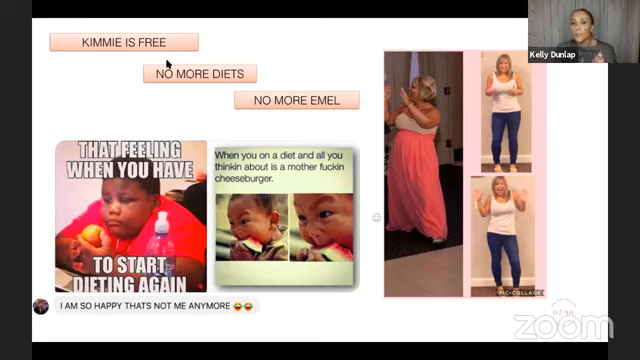 KIMMIE IS FREE
NO MORE DIETS
NO MORE EMEL
Kelly Dunlap
THAT FEELING
WHEN YOU HAVE
TO START
DIETING AGAIN
When you on a diet and all you
thinkin about is a mother fuckin
cheeseburger.
I AM SO HAPPY THATS NOT ME ANYMORE 😂😂
PIC·COLLAGE
zoom